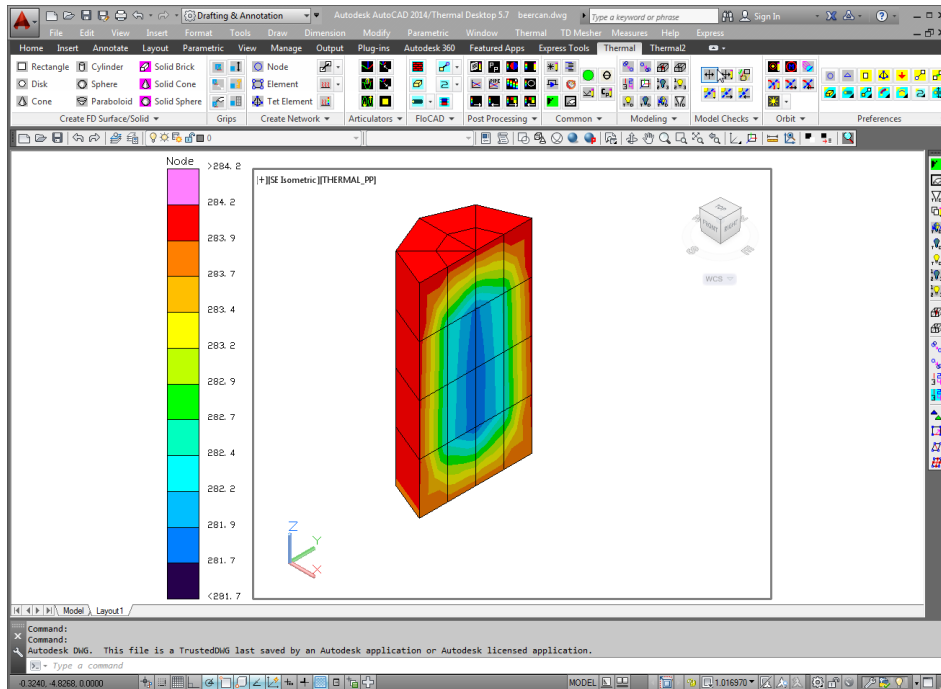 Drafting & Annotation
Autodesk AutoCAD 2014/Thermal Desktop 5.7 beercan.dwg
Type a keyword or phrase
Sign In
File Edit View Insert Format Tools Draw Dimension Modify Parametric Window Thermal TD Mesher Measures Help Express
Home Insert Annotate Layout Parametric View Manage Output Plug-ins Autodesk 360 Featured Apps Express Tools Thermal Thermal2
Rectangle Cylinder Solid Brick Node
Disk Sphere Solid Cone Element
Cone Paraboloid Solid Sphere Tet Element
Create FD Surface/Solid Grips Create Network Articulators FloCAD Post Processing Common Modeling Model Checks Orbit Preferences
0
Node
>284.2
284.2
283.9
283.7
283.4
283.2
282.9
282.7
282.4
282.2
281.9
281.7
<281.7
[+][SE Isometric][THERMAL_PP]
TOP
FRONT
RIGHT
WCS
Z
Y
X
Model Layout1
Command:
Command:
Autodesk DWG. This file is a TrustedDWG last saved by an Autodesk application or Autodesk licensed application.
Type a command
-0.3240, -4.8268, 0.0000
MODEL
1.016970